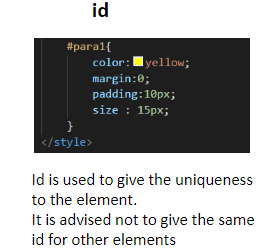 id
#para1{
color: yellow;
margin:0;
padding:10px;
size : 15px;
}
</style>
Id is used to give the uniqueness
to the element.
It is advised not to give the same
id for other elements